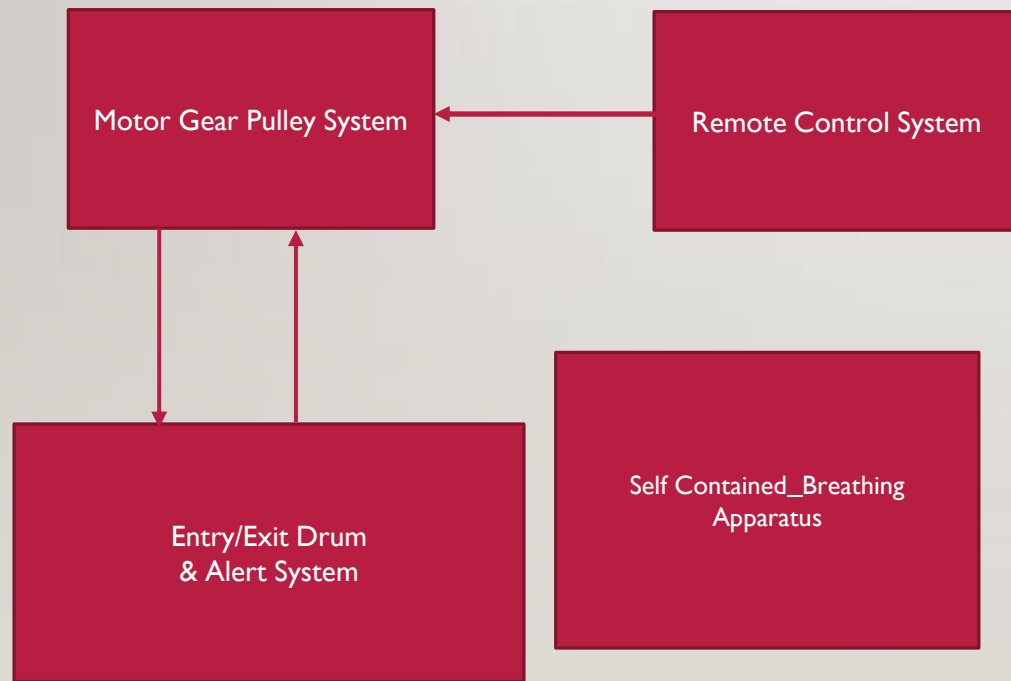 Motor Gear Pulley System
Remote Control System
Self Contained_Breathing
Apparatus
Entry/Exit Drum
& Alert System